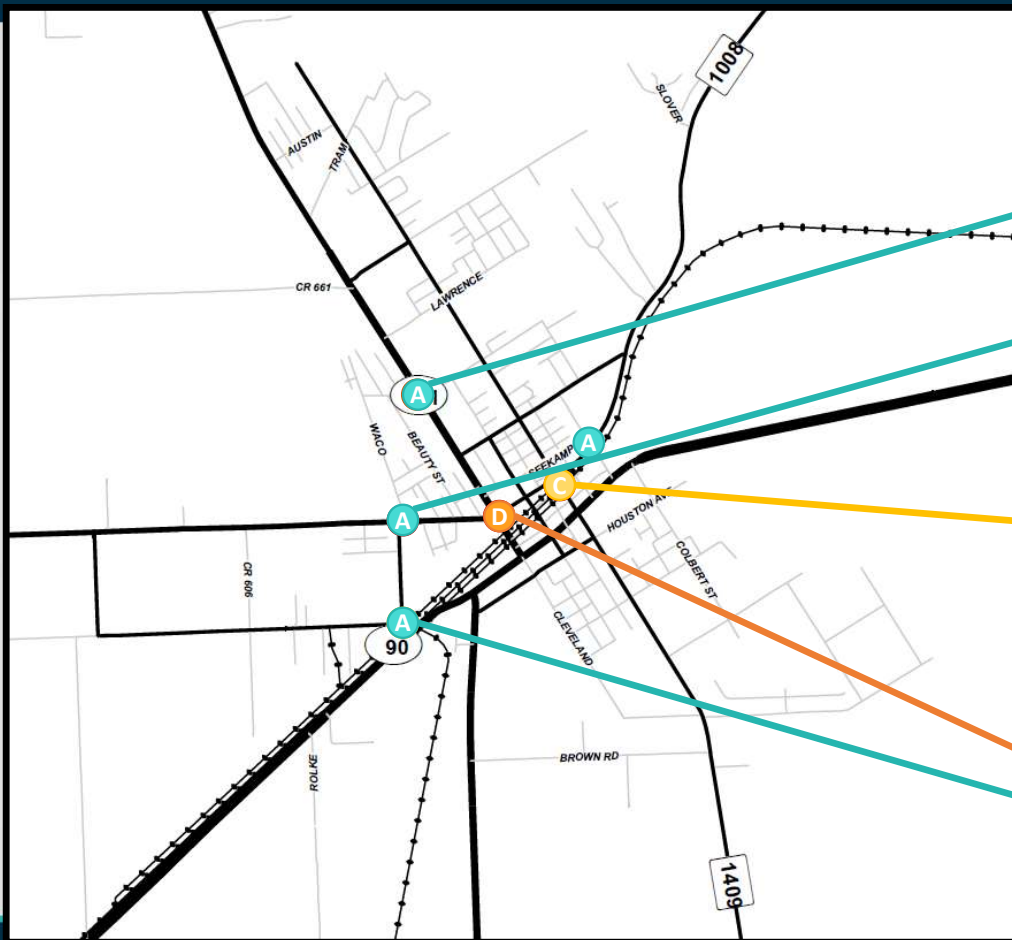 1008
SLOVER
AUSTIN
TRAM
CR 661
LAWRENCE
A
WACO
BEAUTY ST
A
SEEKAMP
C
D
A
HOUSTON AVE
CR 606
COLBERT ST
A
90
CLEVELAND
BROWN RD
ROLKE
1409